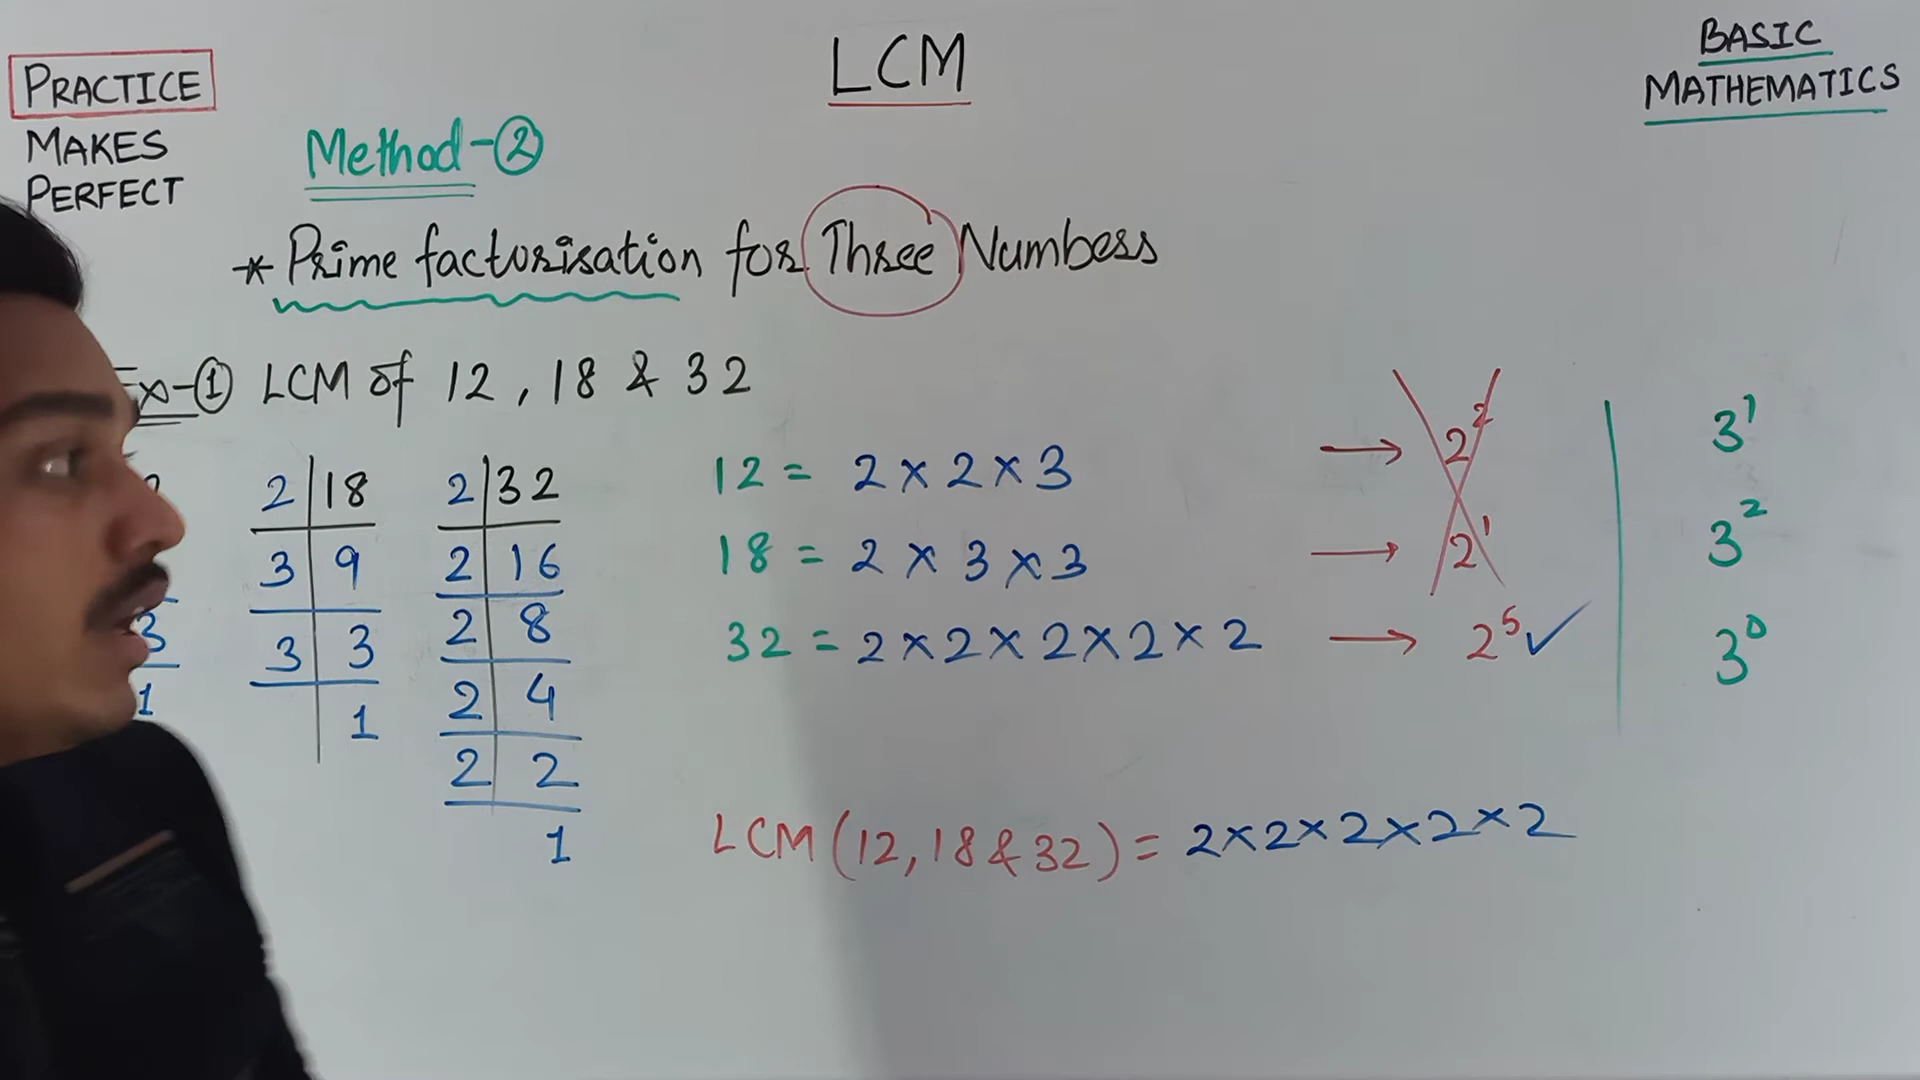 PRACTICE
MAKES
PERFECT
LCM
BASIC
MATHEMATICS
Method-②
* Prime factorisation for Three Numbers
Ex-① LCM of 12, 18 & 32
2 | 18
3 | 9
3 | 3
1
2 | 32
2 | 16
2 | 8
2 | 4
2 | 2
1
3
1
12 = 2 × 2 × 3 → 2² | 3¹
18 = 2 × 3 × 3 → 2¹ | 3²
32 = 2 × 2 × 2 × 2 × 2 → 2⁵ ✓ | 3⁰
LCM (12, 18 & 32) = 2 × 2 × 2 × 2 × 2